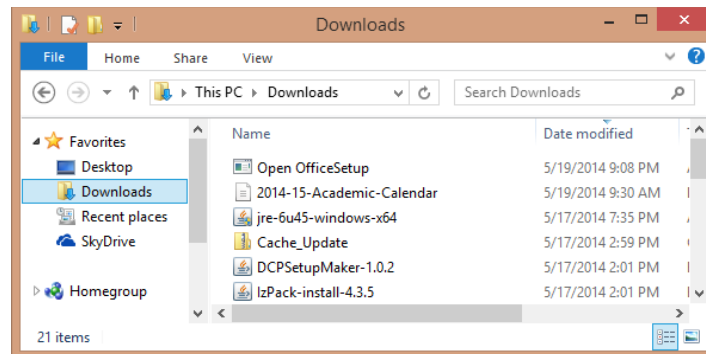 Downloads
File Home Share View
This PC Downloads Search Downloads
Favorites
Desktop
Downloads
Recent places
SkyDrive
Homegroup
Name Date modified
Open OfficeSetup 5/19/2014 9:08 PM
2014-15-Academic-Calendar 5/19/2014 9:30 AM
jre-6u45-windows-x64 5/17/2014 7:35 PM
Cache_Update 5/17/2014 2:59 PM
DCPSetupMaker-1.0.2 5/17/2014 2:01 PM
IzPack-install-4.3.5 5/17/2014 2:01 PM
21 items